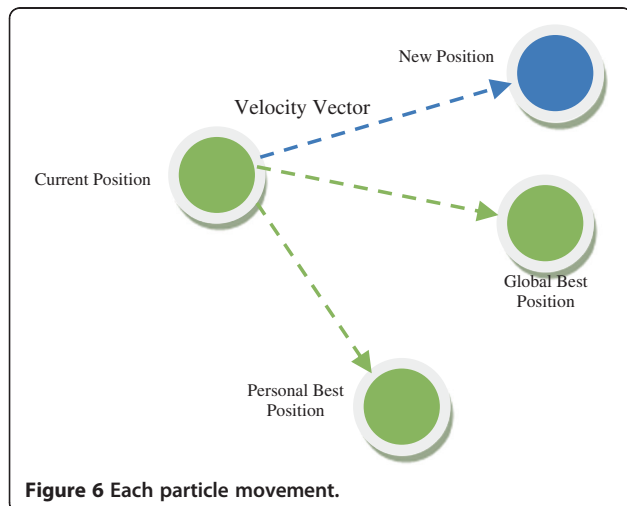 New Position
Velocity Vector
Current Position
Global Best
Position
Personal Best
Position
Figure 6 Each particle movement.